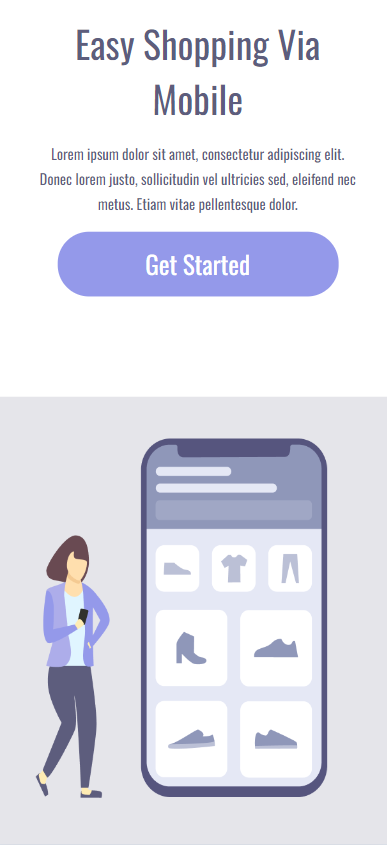 Easy Shopping Via
Mobile
Lorem ipsum dolor sit amet, consectetur adipiscing elit.
Donec lorem justo, sollicitudin vel ultricies sed, eleifend nec
metus. Etiam vitae pellentesque dolor.
Get Started